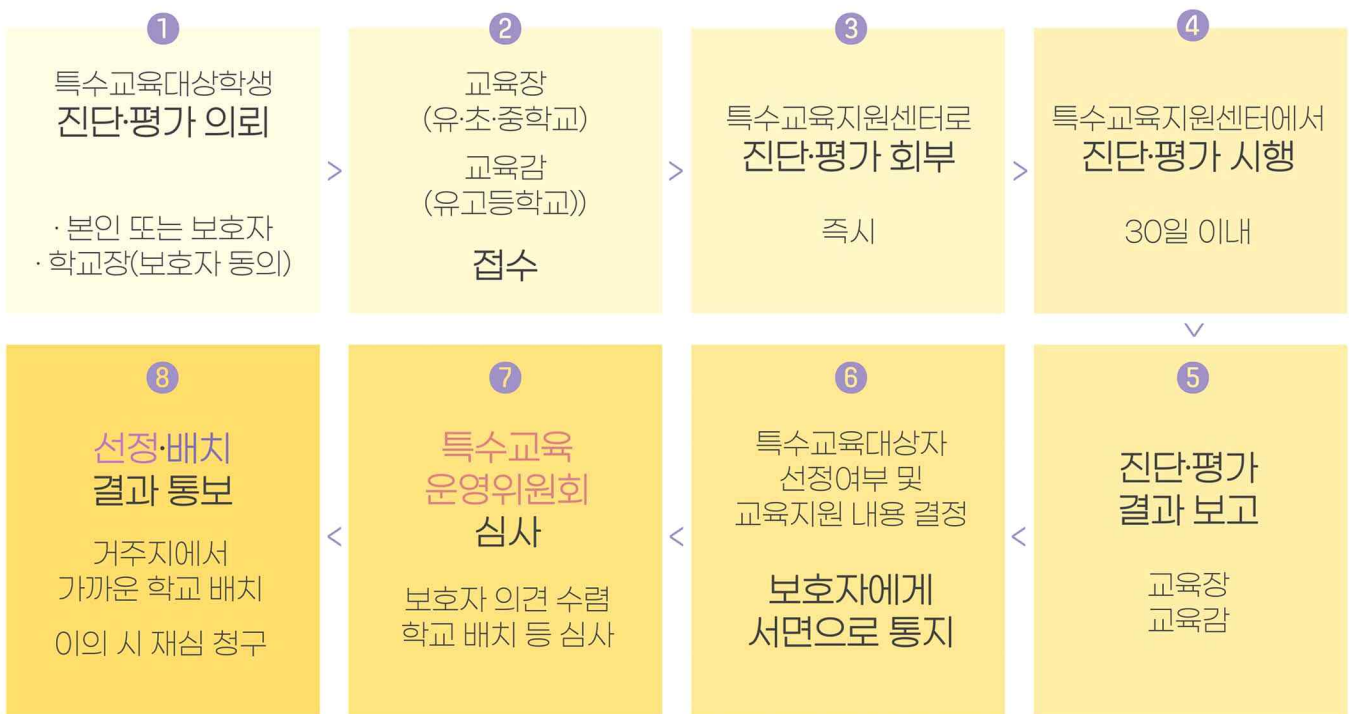 1
특수교육대상학생
진단·평가 의뢰
· 본인 또는 보호자
· 학교장(보호자 동의)
>
2
교육장
(유·초·중학교)
교육감
(유고등학교))
접수
>
3
특수교육지원센터로
진단·평가 회부
즉시
>
4
특수교육지원센터에서
진단·평가 시행
30일 이내
5
진단·평가
결과 보고
교육장
교육감
<
6
특수교육대상자
선정여부 및
교육지원 내용 결정
보호자에게
서면으로 통지
<
7
특수교육
운영위원회
심사
보호자 의견 수렴
학교 배치 등 심사
<
8
선정·배치
결과 통보
거주지에서
가까운 학교 배치
이의 시 재심 청구